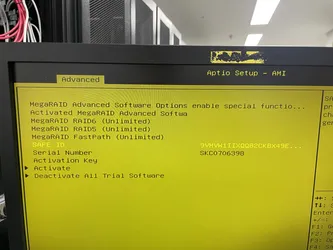 Aptio Setup - AMI
Advanced
MegaRAID Advanced Software Options enable special functio...
Activated MegaRAID Advanced Softwa
MegaRAID RAID6 (Unlimited)
MegaRAID RAID5 (Unlimited)
MegaRAID FastPath (Unlimited)
SAFE ID
Serial Number SKC0706390
Activation Key
Activate
Deactivate All Trial Software